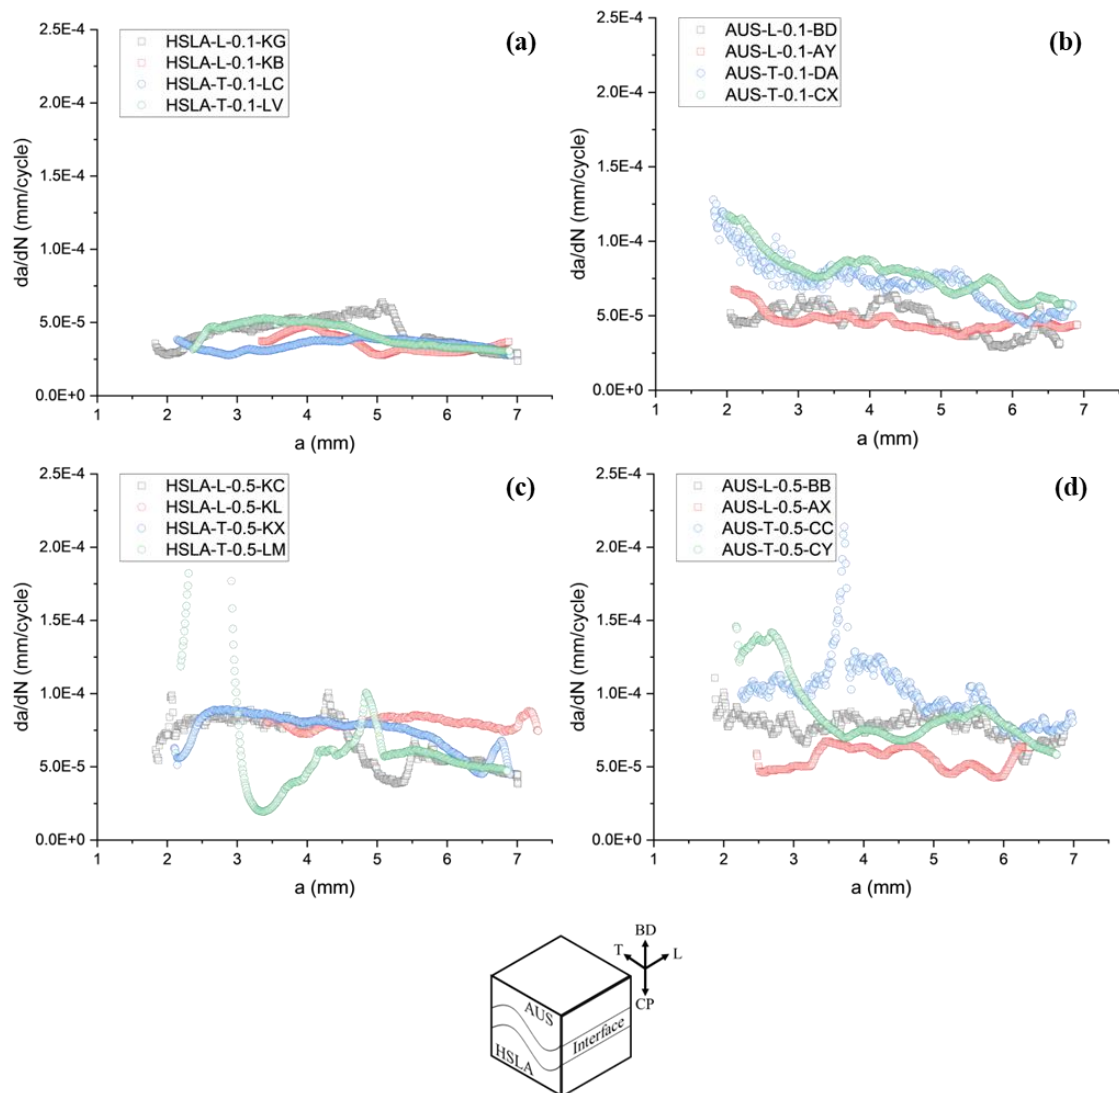 (a)
HSLA-L-0.1-KG
HSLA-L-0.1-KB
HSLA-T-0.1-LC
HSLA-T-0.1-LV
2.5E-4
2.0E-4
1.5E-4
1.0E-4
5.0E-5
0.0E+0
da/dN (mm/cycle)
1 2 3 4 5 6 7
a (mm)
(b)
AUS-L-0.1-BD
AUS-L-0.1-AY
AUS-T-0.1-DA
AUS-T-0.1-CX
2.5E-4
2.0E-4
1.5E-4
1.0E-4
5.0E-5
0.0E+0
da/dN (mm/cycle)
1 2 3 4 5 6 7
a (mm)
(c)
HSLA-L-0.5-KC
HSLA-L-0.5-KL
HSLA-T-0.5-KX
HSLA-T-0.5-LM
2.5E-4
2.0E-4
1.5E-4
1.0E-4
5.0E-5
0.0E+0
da/dN (mm/cycle)
1 2 3 4 5 6 7
a (mm)
(d)
AUS-L-0.5-BB
AUS-L-0.5-AX
AUS-T-0.5-CC
AUS-T-0.5-CY
2.5E-4
2.0E-4
1.5E-4
1.0E-4
5.0E-5
0.0E+0
da/dN (mm/cycle)
1 2 3 4 5 6 7
a (mm)
BD
T
L
CP
AUS
Interface
HSLA